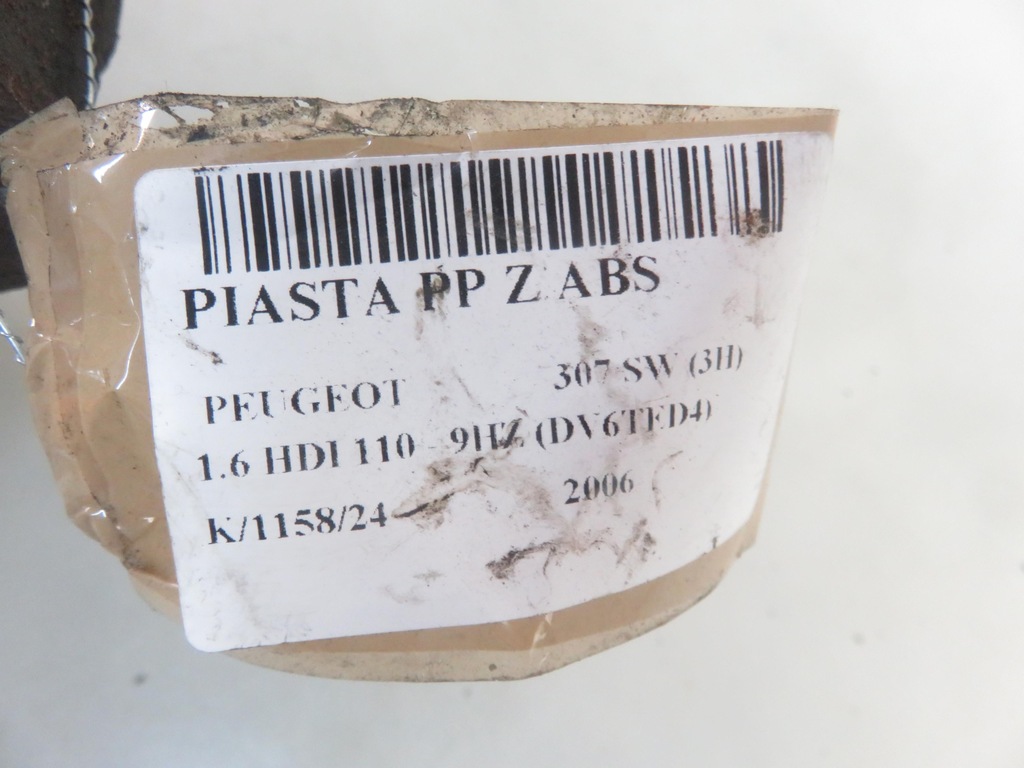 PIASTA PP Z ABS
PEUGEOT 307 SW (3H)
1.6 HDI 110 9HZ (DV6TED4)
K/1158/24 2006